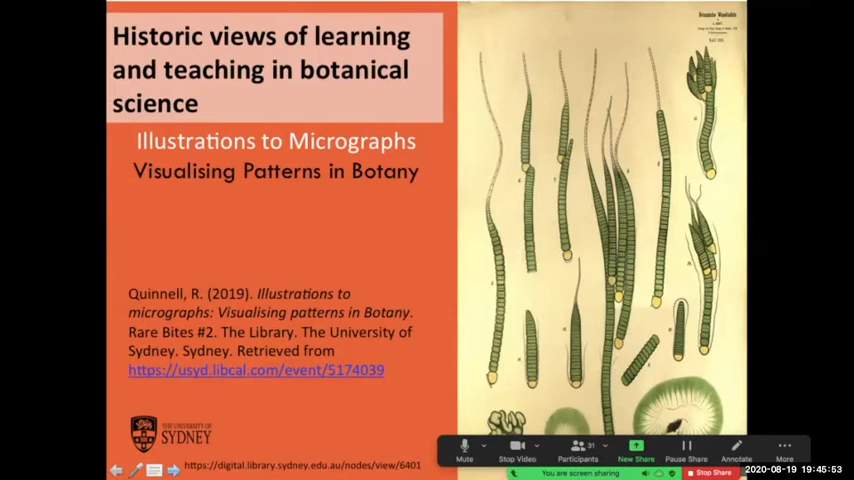 Historic views of learning
and teaching in botanical
science
Illustrations to Micrographs
Visualising Patterns in Botany
Quinnell, R. (2019). Illustrations to
micrographs: Visualising patterns in Botany.
Rare Bites #2. The Library. The University of
Sydney. Sydney. Retrieved from
https://usyd.libcal.com/event/5174039
THE UNIVERSITY OF
SYDNEY
https://digital.library.sydney.edu.au/nodes/view/6401
31
Mute
Stop Video
Participants
New Share
Pause Share
Annotate
More
You are screen sharing
Stop Share
2020-08-19 19:45:53